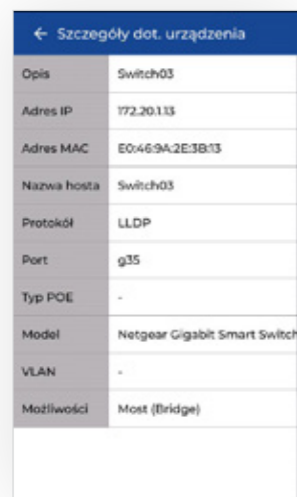 ← Szczegóły dot. urządzenia
Opis Switch03
Adres IP 172.20.1.13
Adres MAC E0:46:9A:2E:3B:13
Nazwa hosta Switch03
Protokół LLDP
Port g35
Typ POE -
Model Netgear Gigabit Smart Switch
VLAN -
Możliwości Most (Bridge)